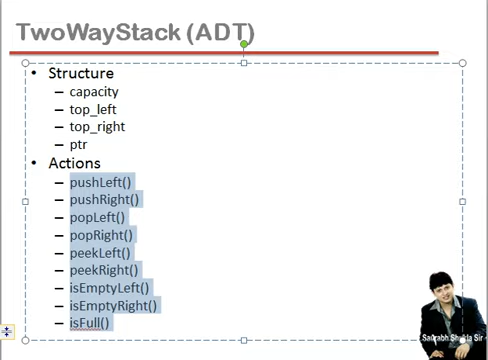 TwoWayStack (ADT)
• Structure
– capacity
– top_left
– top_right
– ptr
• Actions
– pushLeft()
– pushRight()
– popLeft()
– popRight()
– peekLeft()
– peekRight()
– isEmptyLeft()
– isEmptyRight()
– isFull()
Saurabh Shukla Sir